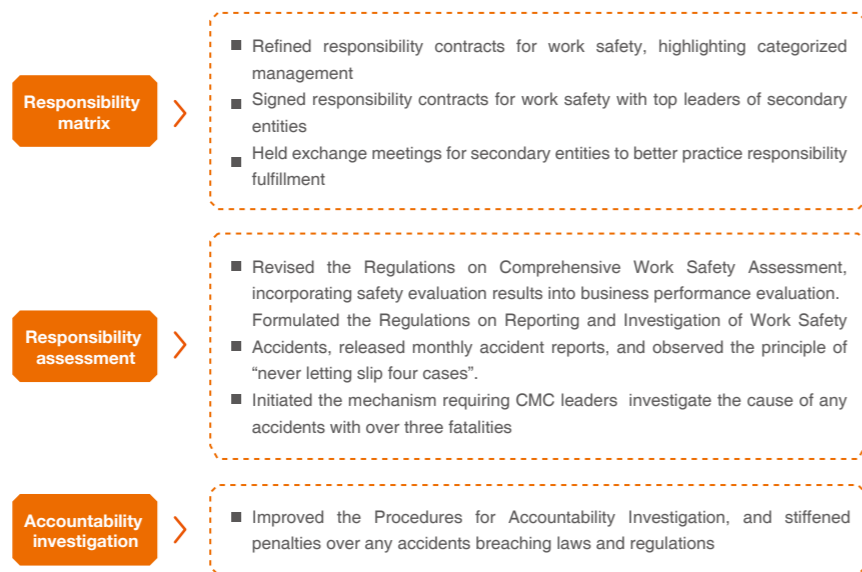 Responsibility
matrix
■ Refined responsibility contracts for work safety, highlighting categorized
management
■ Signed responsibility contracts for work safety with top leaders of secondary
entities
■ Held exchange meetings for secondary entities to better practice responsibility
fulfillment
Responsibility
assessment
■ Revised the Regulations on Comprehensive Work Safety Assessment,
incorporating safety evaluation results into business performance evaluation.
Formulated the Regulations on Reporting and Investigation of Work Safety
■ Accidents, released monthly accident reports, and observed the principle of
“never letting slip four cases”.
■ Initiated the mechanism requiring CMC leaders investigate the cause of any
accidents with over three fatalities
Accountability
investigation
■ Improved the Procedures for Accountability Investigation, and stiffened
penalties over any accidents breaching laws and regulations